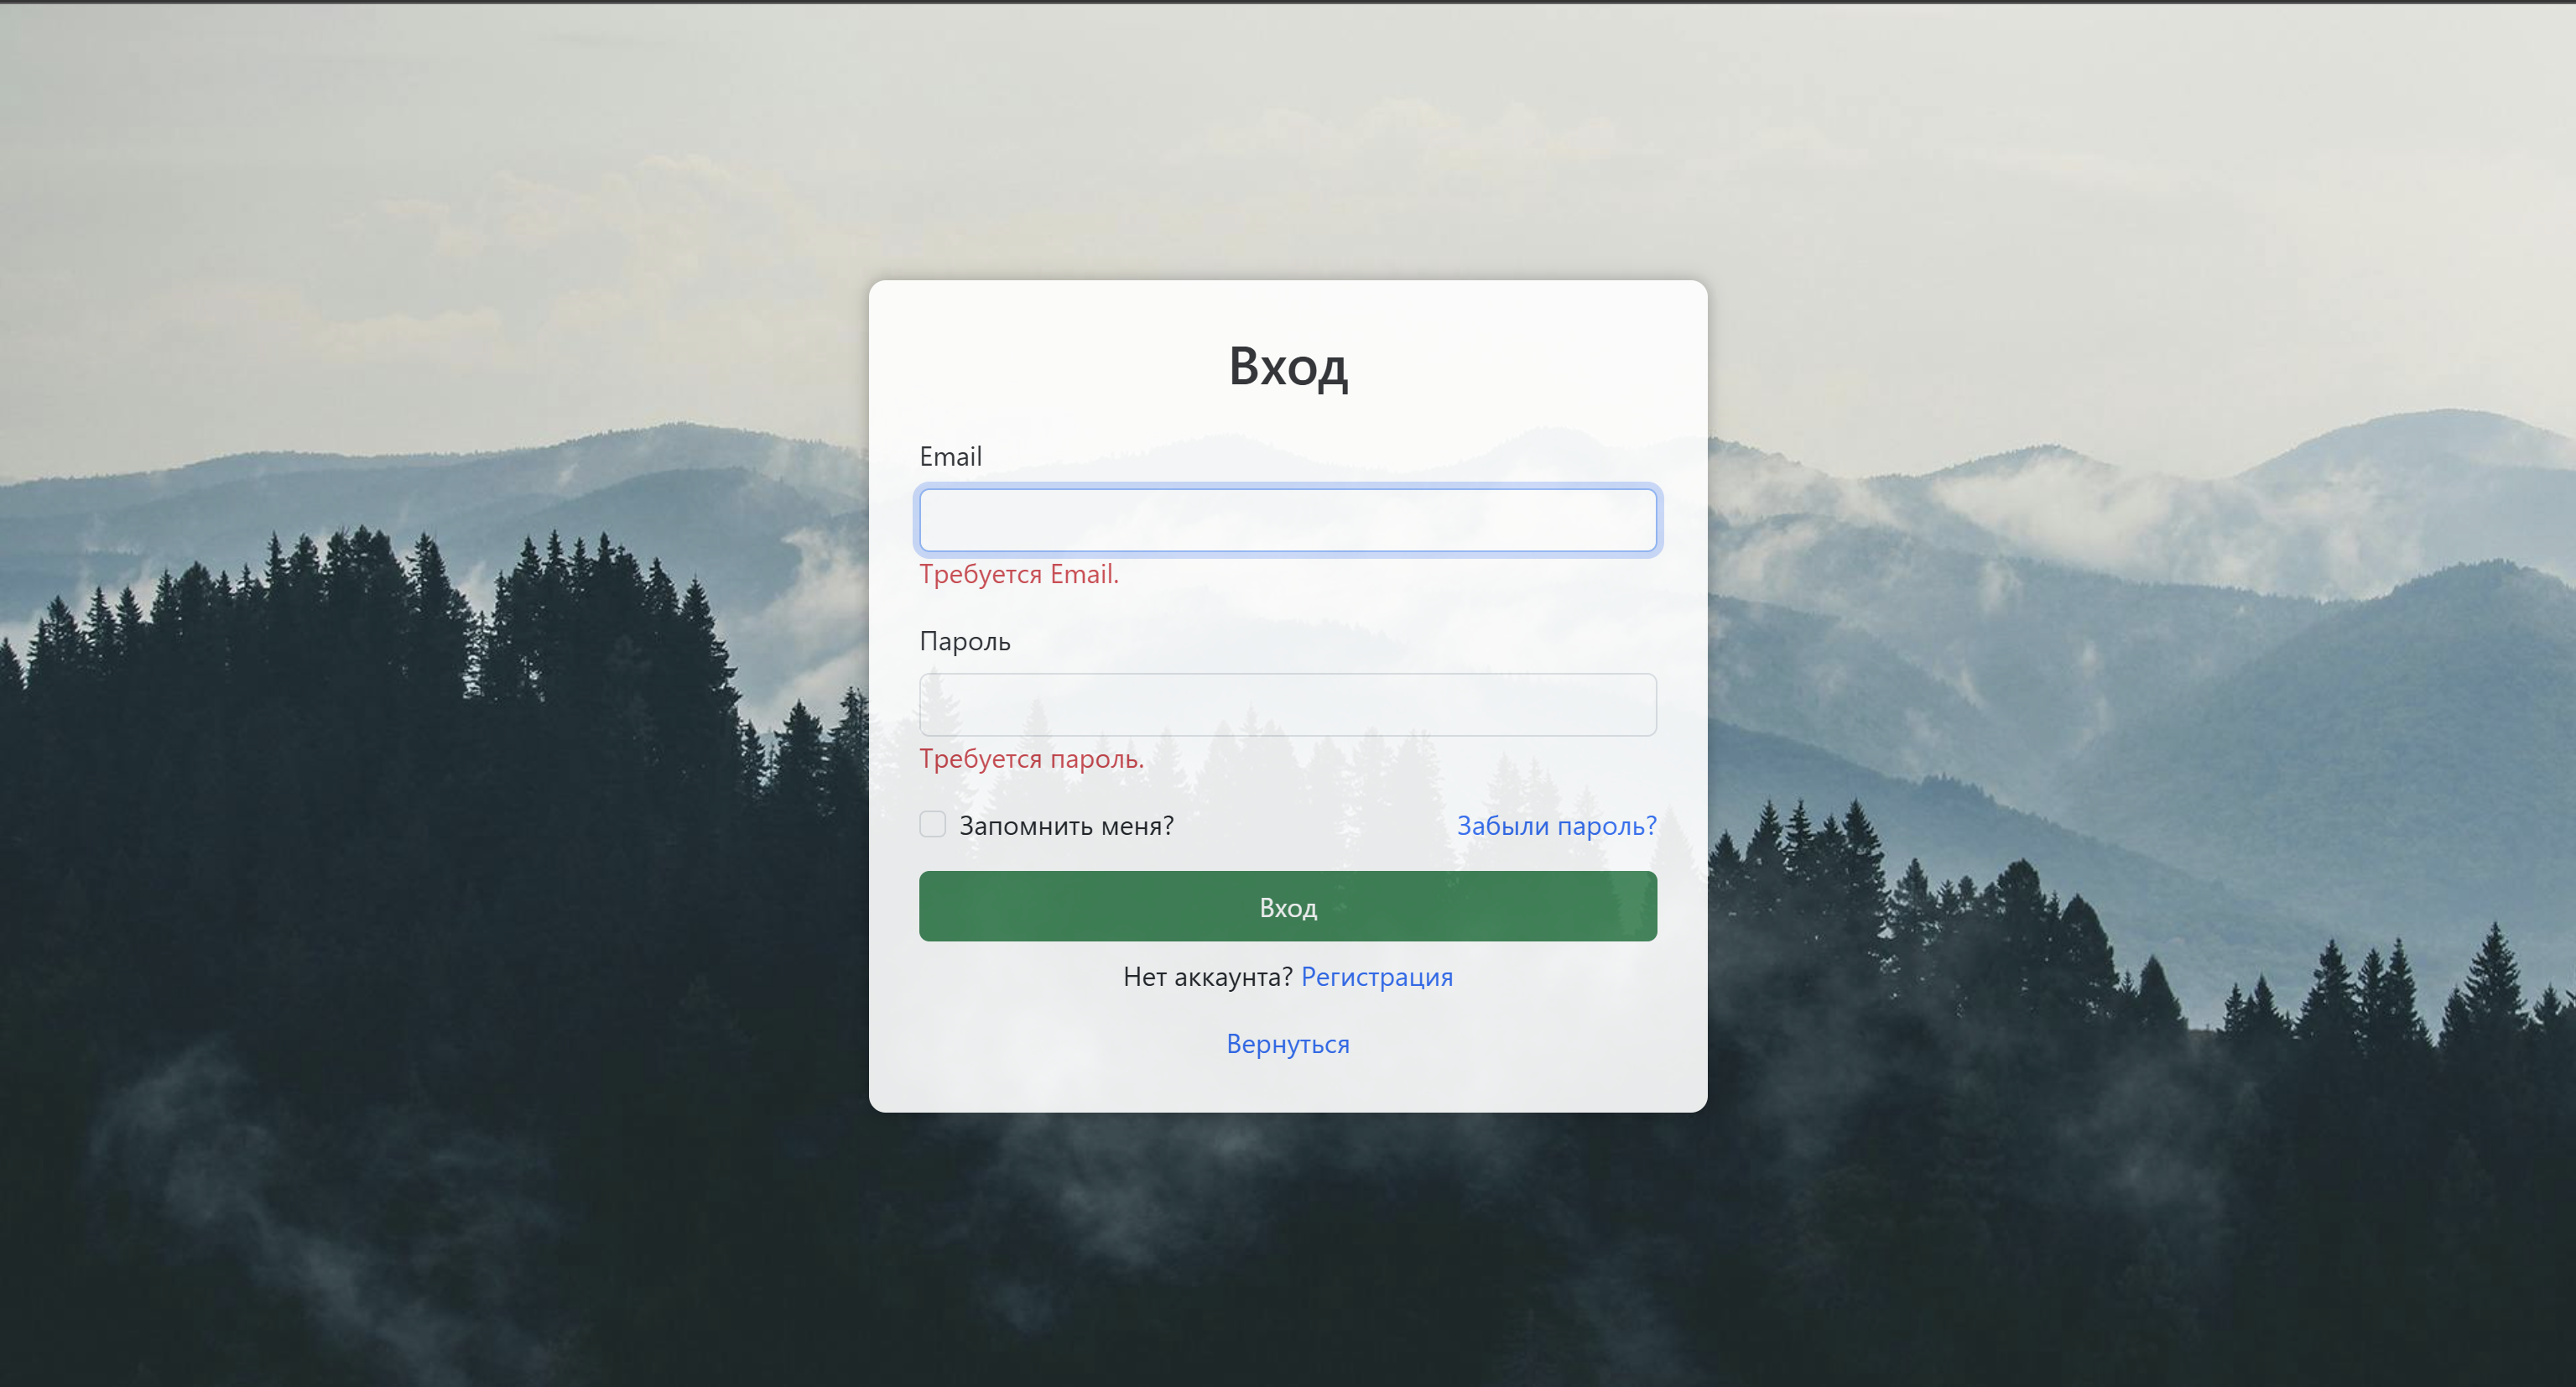 Вход
Email
Требуется Email.
Пароль
Требуется пароль.
Запомнить меня? Забыли пароль?
Вход
Нет аккаунта? Регистрация
Вернуться